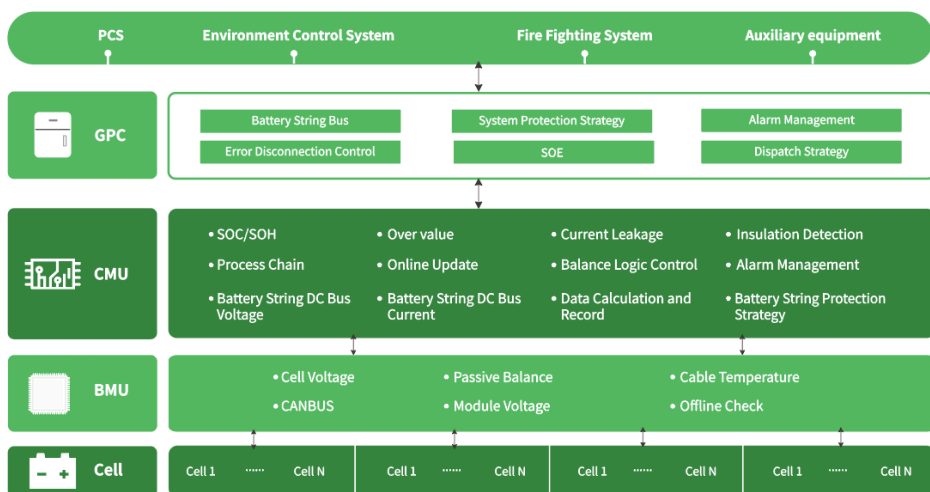 PCS Environment Control System Fire Fighting System Auxiliary equipment
GPC
Battery String Bus System Protection Strategy Alarm Management
Error Disconnection Control SOE Dispatch Strategy
CMU
• SOC/SOH • Over value • Current Leakage • Insulation Detection
• Process Chain • Online Update • Balance Logic Control • Alarm Management
• Battery String DC Bus • Battery String DC Bus • Data Calculation and • Battery String Protection
Voltage Current Record Strategy
BMU
• Cell Voltage • Passive Balance • Cable Temperature
• CANBUS • Module Voltage • Offline Check
Cell
Cell 1 ...... Cell N Cell 1 ...... Cell N Cell 1 ...... Cell N Cell 1 ...... Cell N